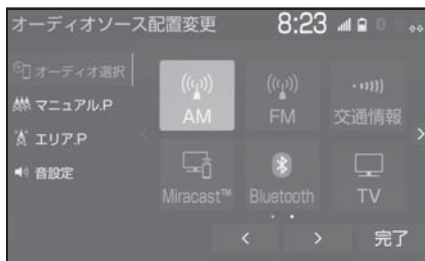 オーディオソース配置変更 8:23
オーディオ選択
マニュアル.P
エリア.P
音設定
AM FM 交通情報
Miracast™ Bluetooth TV
完了